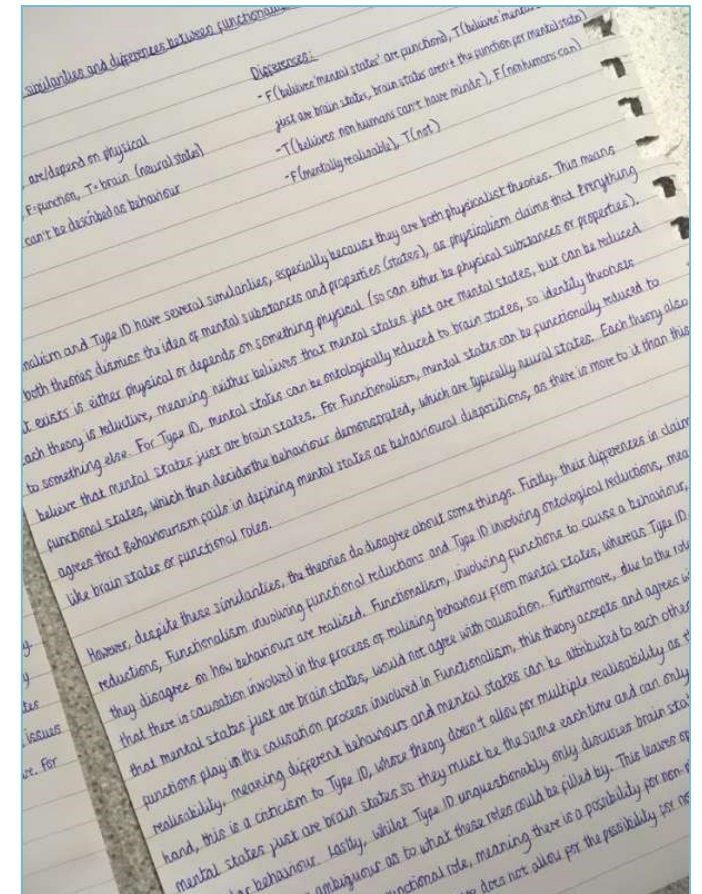 similarities and differences between functional
Differences:
- F (believes 'mental states' are functions), T (believes 'mental
just are brain states, brain states aren't the function for mental states)
- T (believes non humans can't have minds), F (nonhumans can)
- F (mentally realisable), T (not)
are/depend on physical
F=function, T= brain (neural states)
can't be described as behaviour
nalism and Type ID have several similarities, especially because they are both physicalist theories. This means
both theories dismiss the idea of mental substances and properties (states), as physicalism claims that everything
t exists is either physical or depends on something physical (so can either be physical substances or properties).
ach theory is reductive, meaning neither believes that mental states just are mental states, but can be reduced
to something else. For Type ID, mental states can be ontologically reduced to brain states, so identity theorists
believe that mental states just are brain states. For Functionalism, mental states can be functionally reduced to
functional states, which then decides the behaviour demonstrated, which are typically neural states. Each theory also
agrees that Behaviourism fails in defining mental states as behavioural dispositions, as there is more to it than this
like brain states or functional roles.
However, despite these similarities, the theories do disagree about some things. Firstly, their differences in claim
reductions, Functionalism involving functional reductions and Type ID involving ontological reductions, mea
they disagree on how behaviours are realised. Functionalism, involving functions to cause a behaviour,
that there is causation involved in the process of realising behaviour from mental states, whereas Type ID
that mental states just are brain states, would not agree with causation. Furthermore, due to the role
functions play in the causation process involved in Functionalism, this theory accepts and agrees wi
realisability, meaning different behaviours and mental states can be attributed to each other
hand, this is a criticism to Type ID, whose theory doesn't allow for multiple realisability as t
mental states just are brain states so they must be the same each time and can only
lar behaviour. Lastly, whilst Type ID unquestionably only discusses brain stat
ambiguous as to what these roles could be filled by. This leaves op
unctional role, meaning there is a possibility for non-p
does not allow for the possibility for no
y.
y
tes
issues
ve. For